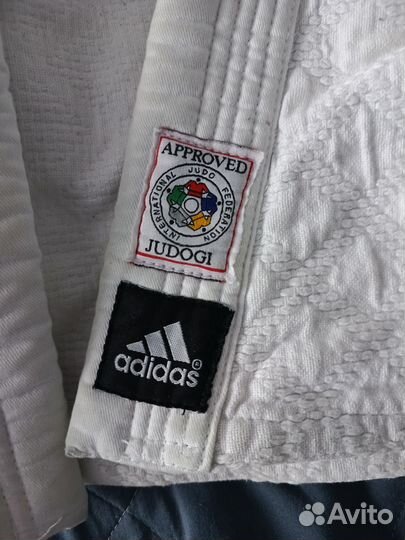 APPROVED
INTERNATIONAL JUDO FEDERATION
JUDOGI
adidas®
Avito